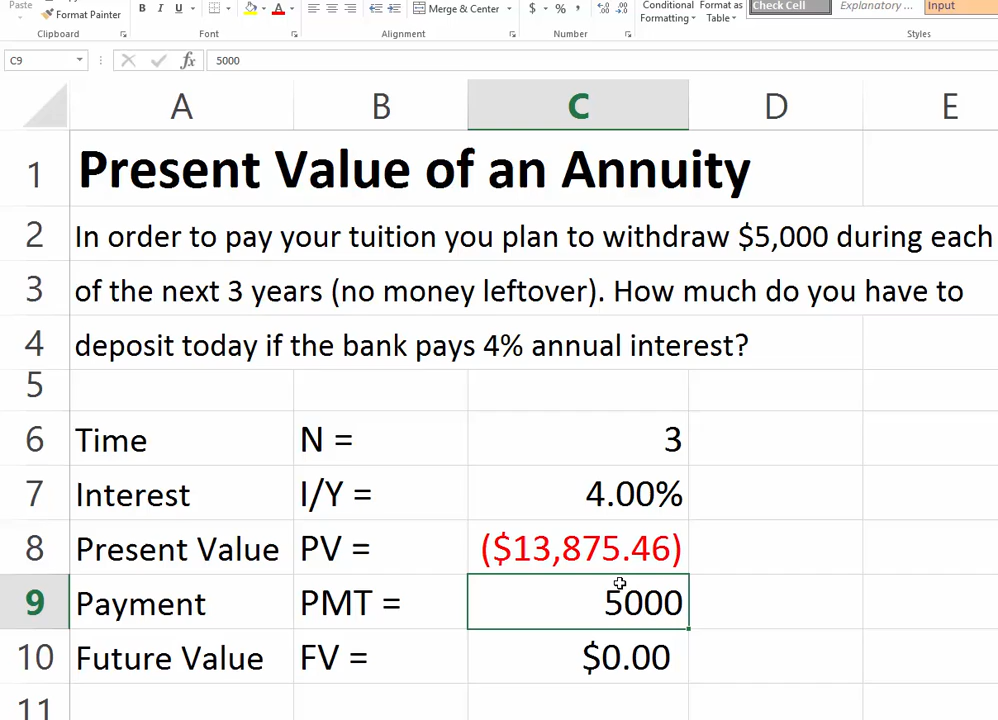 Paste
Format Painter
B I U
A
Merge & Center
$ % ,
Conditional Formatting
Format as Table
Check Cell
Explanatory ...
Input
Clipboard
Font
Alignment
Number
Styles
C9
fx
5000
A B C D E
1 Present Value of an Annuity
2 In order to pay your tuition you plan to withdraw $5,000 during each
3 of the next 3 years (no money leftover). How much do you have to
4 deposit today if the bank pays 4% annual interest?
5
6 Time N = 3
7 Interest I/Y = 4.00%
8 Present Value PV = ($13,875.46)
9 Payment PMT = 5000
10 Future Value FV = $0.00
11